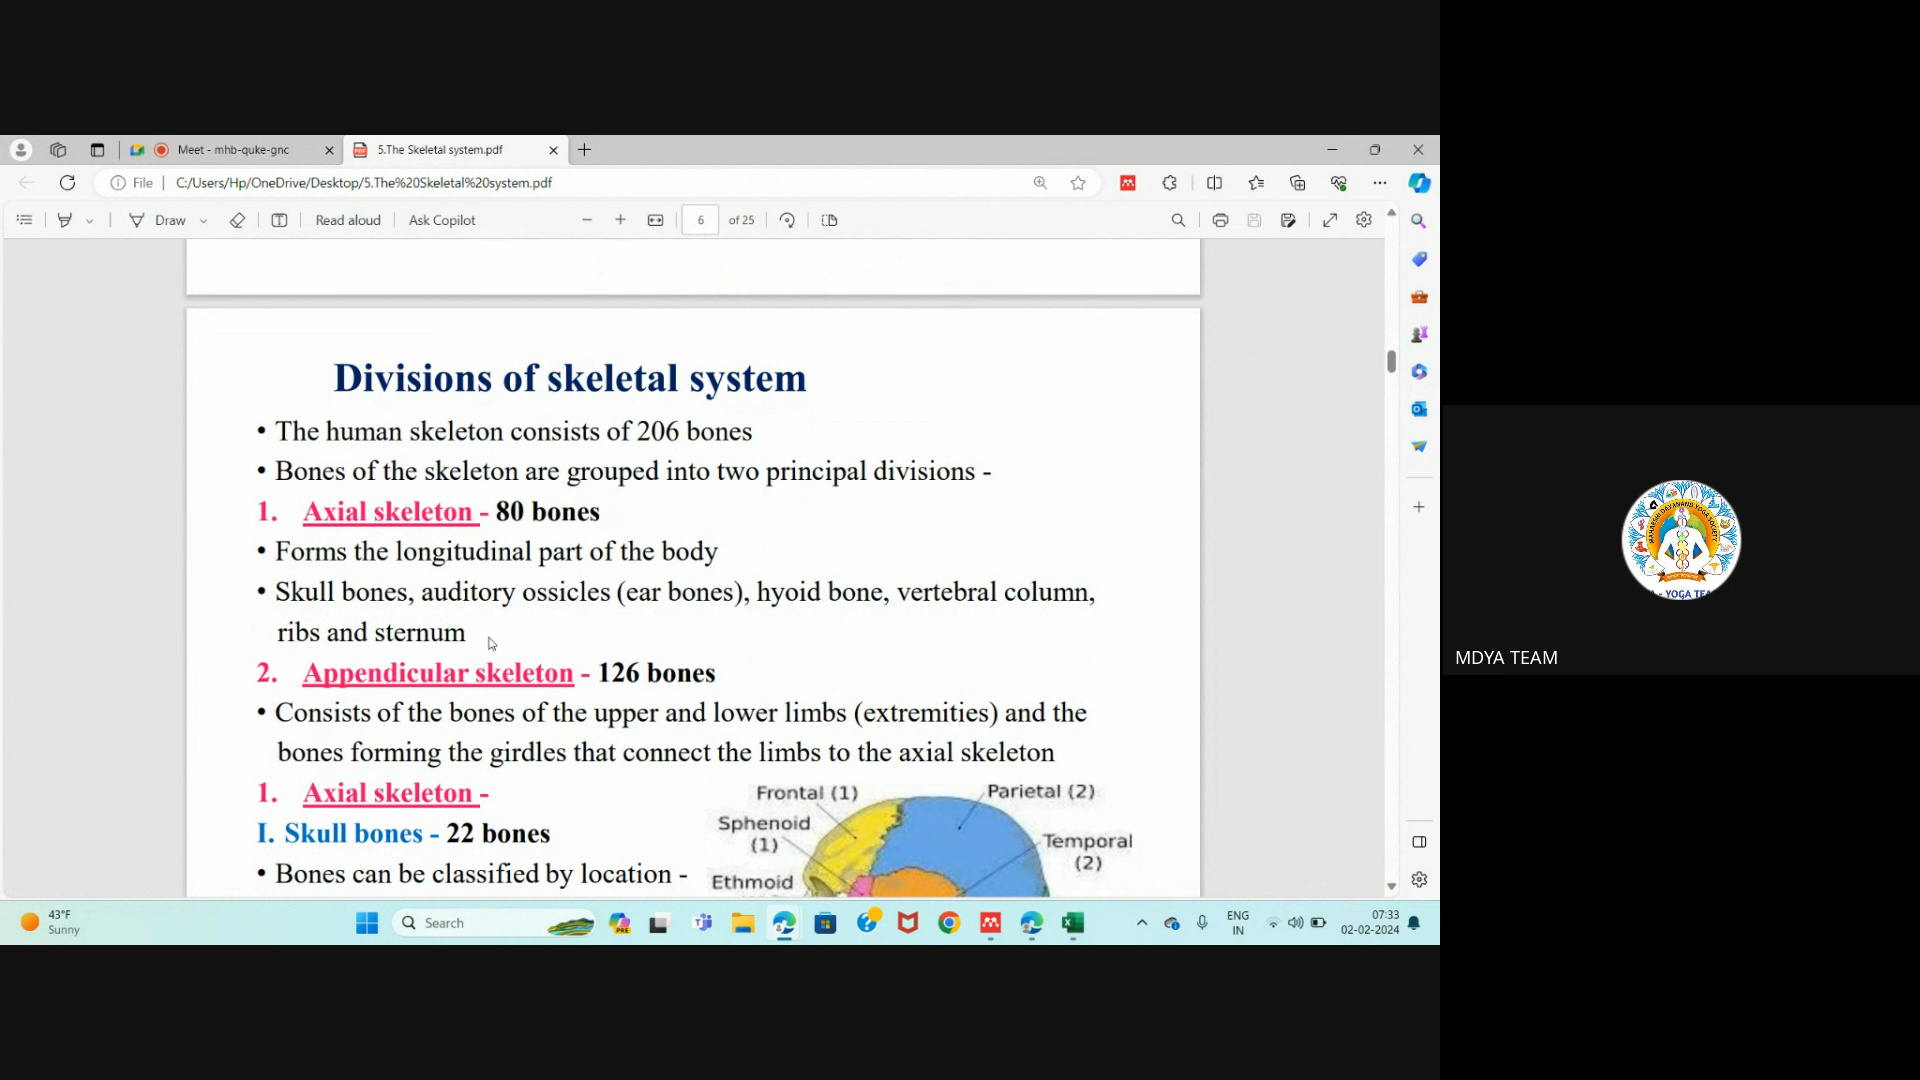 Meet - mhb-quke-gnc
5.The Skeletal system.pdf
File
C:/Users/Hp/OneDrive/Desktop/5.The%20Skeletal%20system.pdf
Draw
Read aloud
Ask Copilot
6 of 25
Divisions of skeletal system
• The human skeleton consists of 206 bones
• Bones of the skeleton are grouped into two principal divisions -
1. Axial skeleton - 80 bones
• Forms the longitudinal part of the body
• Skull bones, auditory ossicles (ear bones), hyoid bone, vertebral column,
ribs and sternum
2. Appendicular skeleton - 126 bones
• Consists of the bones of the upper and lower limbs (extremities) and the
bones forming the girdles that connect the limbs to the axial skeleton
1. Axial skeleton -
I. Skull bones - 22 bones
• Bones can be classified by location -
Frontal (1)
Parietal (2)
Sphenoid
(1)
Temporal
(2)
Ethmoid
MAHARSHI DAYANAND YOGA SOCIETY
- YOGA TEA
MDYA TEAM
43°F
Sunny
Search
PRE
ENG
IN
07:33
02-02-2024